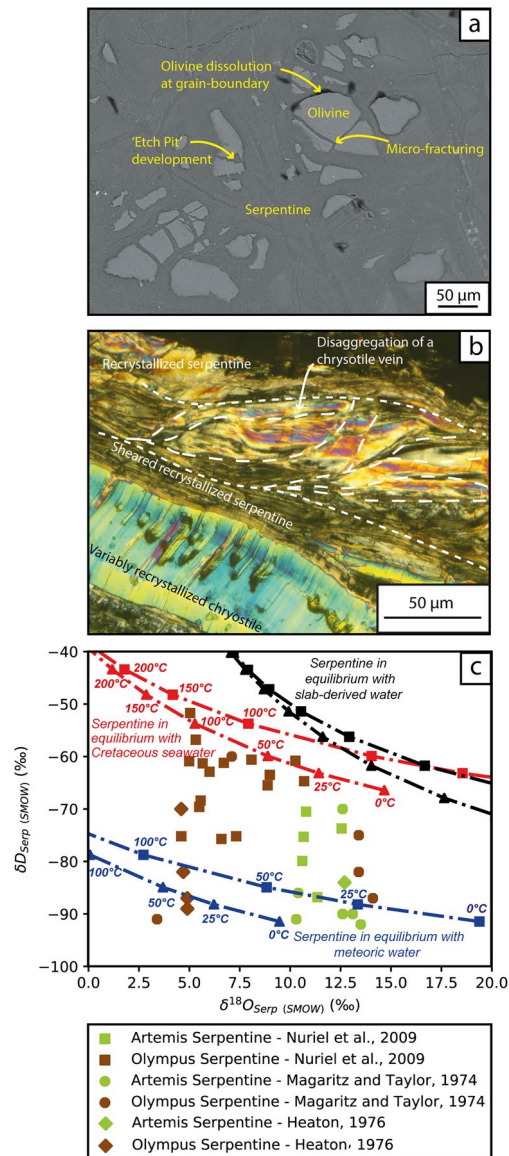 a
Olivine dissolution
at grain-boundary
Olivine
'Etch Pit'
development
Micro-fracturing
Serpentine
50 µm
b
Disaggregation of a
chrysotile vein
Recrystallized serpentine
Sheared recrystallized serpentine
Variably recrystallized chryostile
50 µm
c
−40
−50
−60
−70
−80
−90
−100
δD Serp (SMOW) (‰)
200°C
200°C
150°C
150°C
100°C
100°C
50°C
25°C
0°C
Serpentine in
equilibrium with
slab-derived water
Serpentine in
equilibrium with
Cretaceous seawater
100°C
100°C
50°C
50°C
25°C
25°C
0°C
0°C
Serpentine in equilibrium with
meteoric water
0.0 2.5 5.0 7.5 10.0 12.5 15.0 17.5 20.0
δ18O Serp (SMOW) (‰)
Artemis Serpentine - Nuriel et al., 2009
Olympus Serpentine - Nuriel et al., 2009
Artemis Serpentine - Magaritz and Taylor, 1974
Olympus Serpentine - Magaritz and Taylor, 1974
Artemis Serpentine - Heaton, 1976
Olympus Serpentine - Heaton, 1976